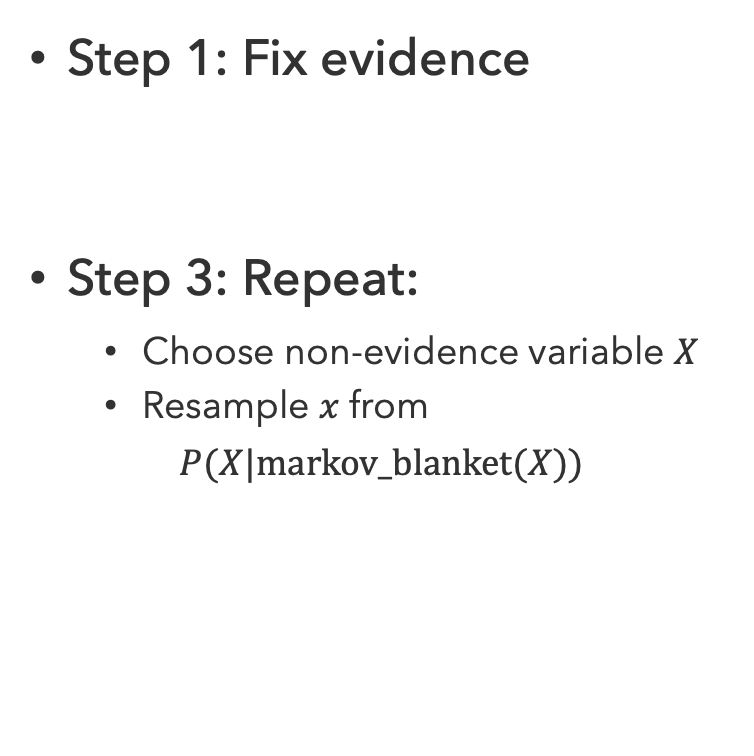 • Step 1: Fix evidence
• Step 3: Repeat:
• Choose non-evidence variable X
• Resample x from
P(X|markov_blanket(X))